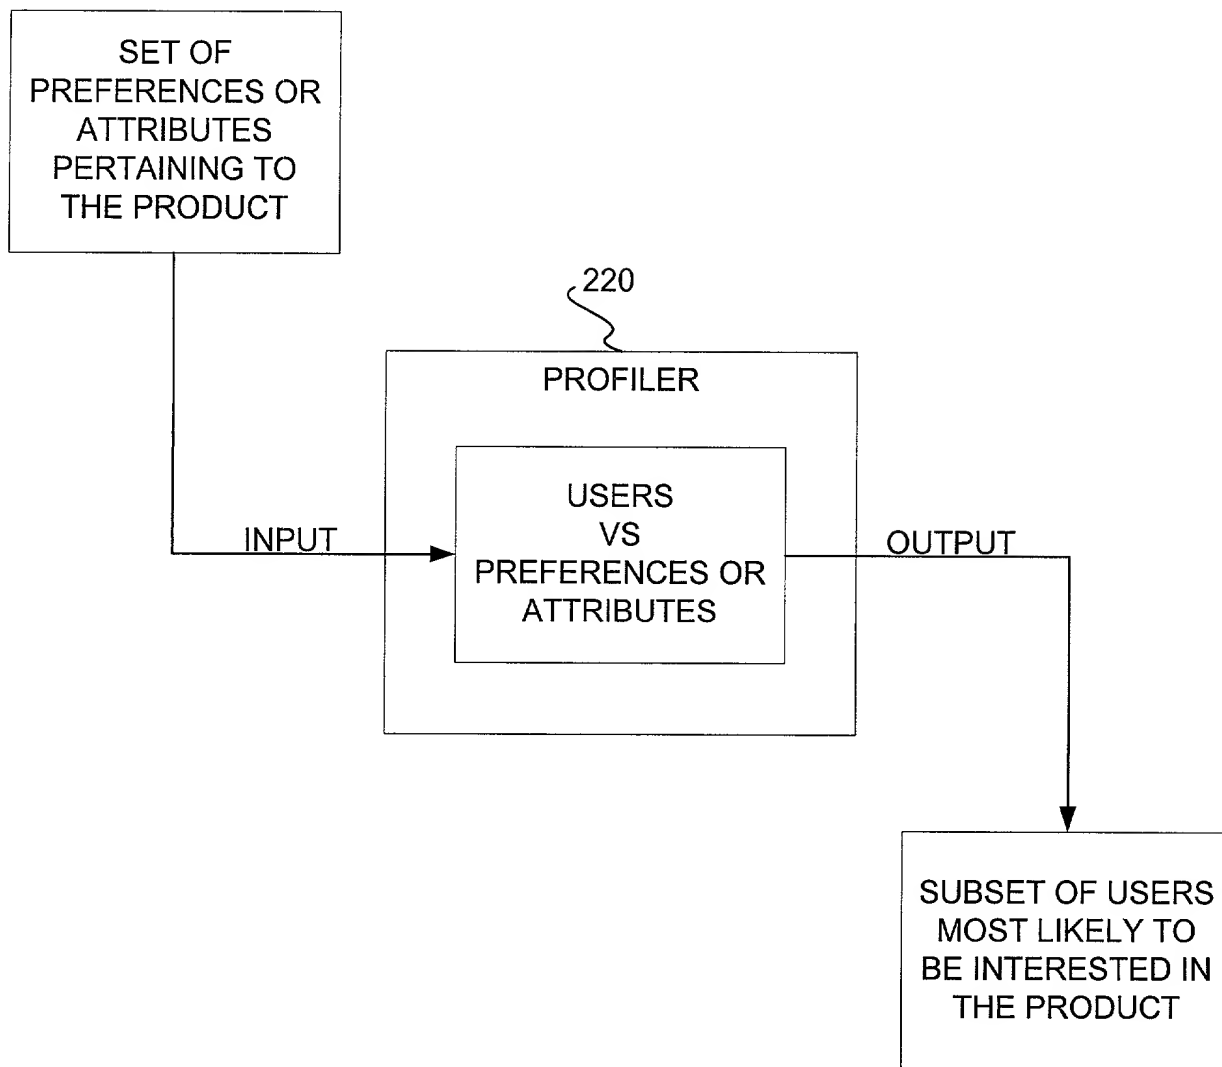 SET OF
PREFERENCES OR
ATTRIBUTES
PERTAINING TO
THE PRODUCT
220
PROFILER
USERS
VS
PREFERENCES OR
ATTRIBUTES
INPUT
OUTPUT
SUBSET OF USERS
MOST LIKELY TO
BE INTERESTED IN
THE PRODUCT